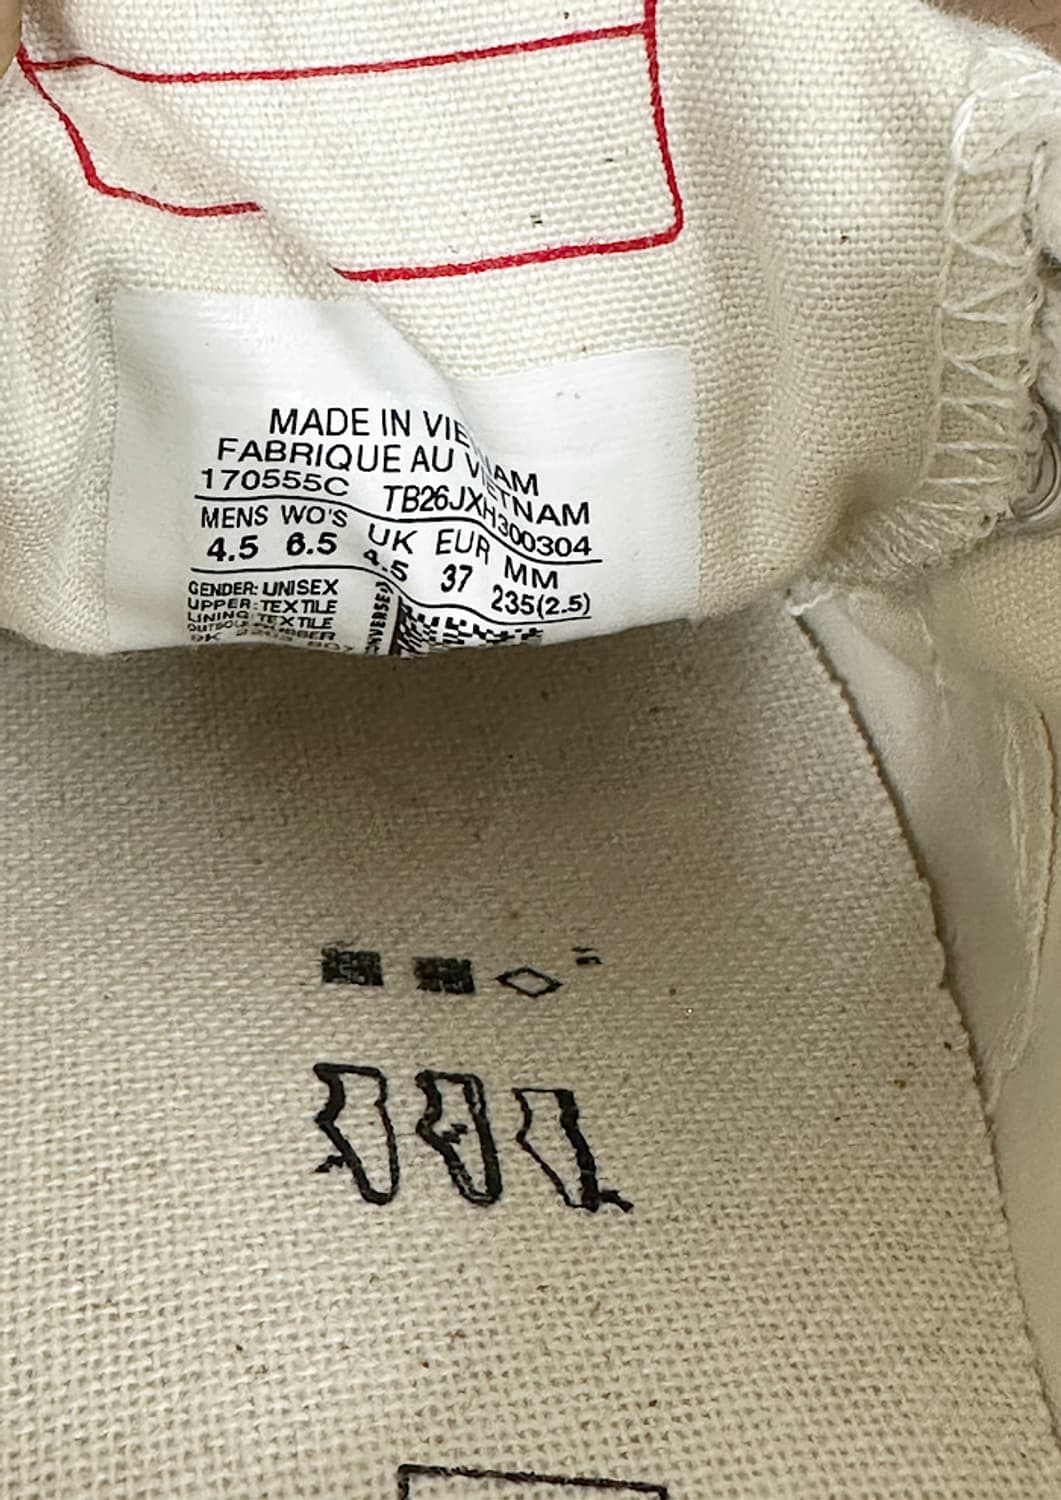 MADE IN VIETNAM
FABRIQUE AU VIETNAM
170555C TB26JXH300304
MENS WO'S UK EUR MM
4.5 6.5 4.5 37 235(2.5)
GENDER: UNISEX
UPPER: TEXTILE
LINING: TEXTILE
CONVERSE